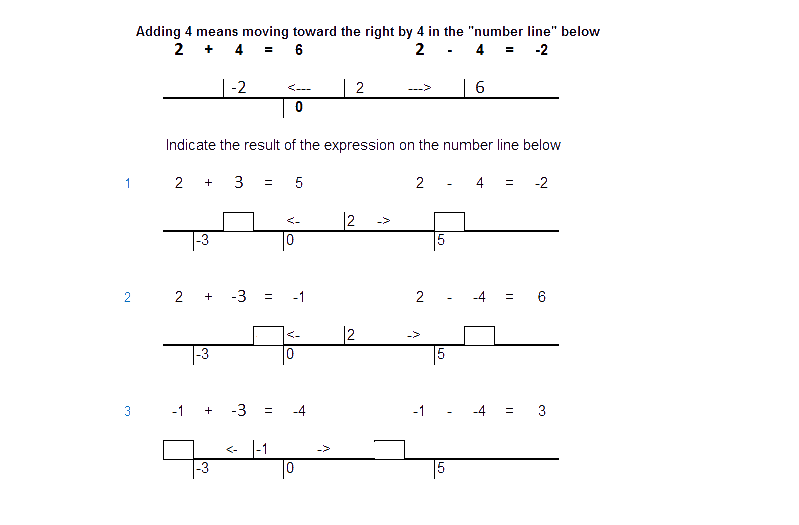 Adding 4 means moving toward the right by 4 in the "number line" below
2 + 4 = 6 2 - 4 = -2
-2 <--- 2 ---> 6
0
Indicate the result of the expression on the number line below
1 2 + 3 = 5 2 - 4 = -2
<- 2 ->
-3 0 5
2 2 + -3 = -1 2 - -4 = 6
<- 2 ->
-3 0 5
3 -1 + -3 = -4 -1 - -4 = 3
<- -1 ->
-3 0 5